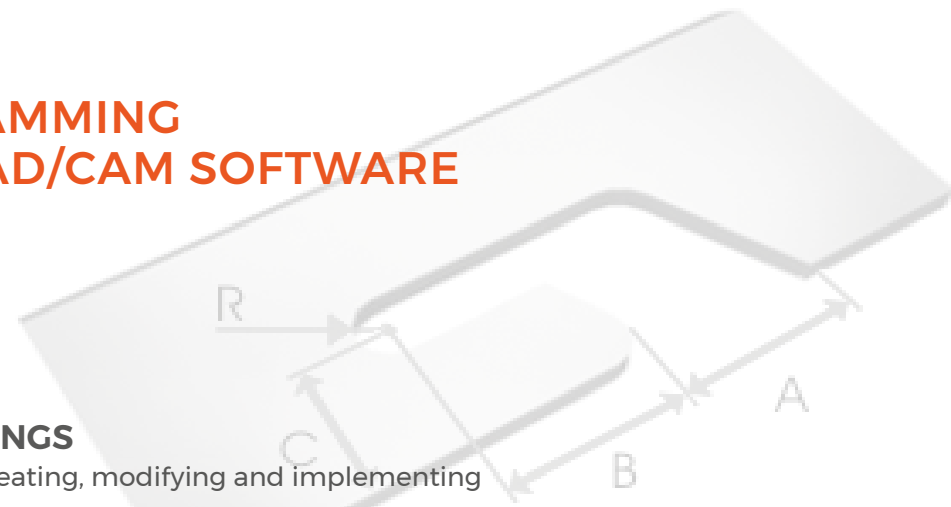 AMMING
AD/CAM SOFTWARE
R
A
C
B
NGS
eating, modifying and implementing